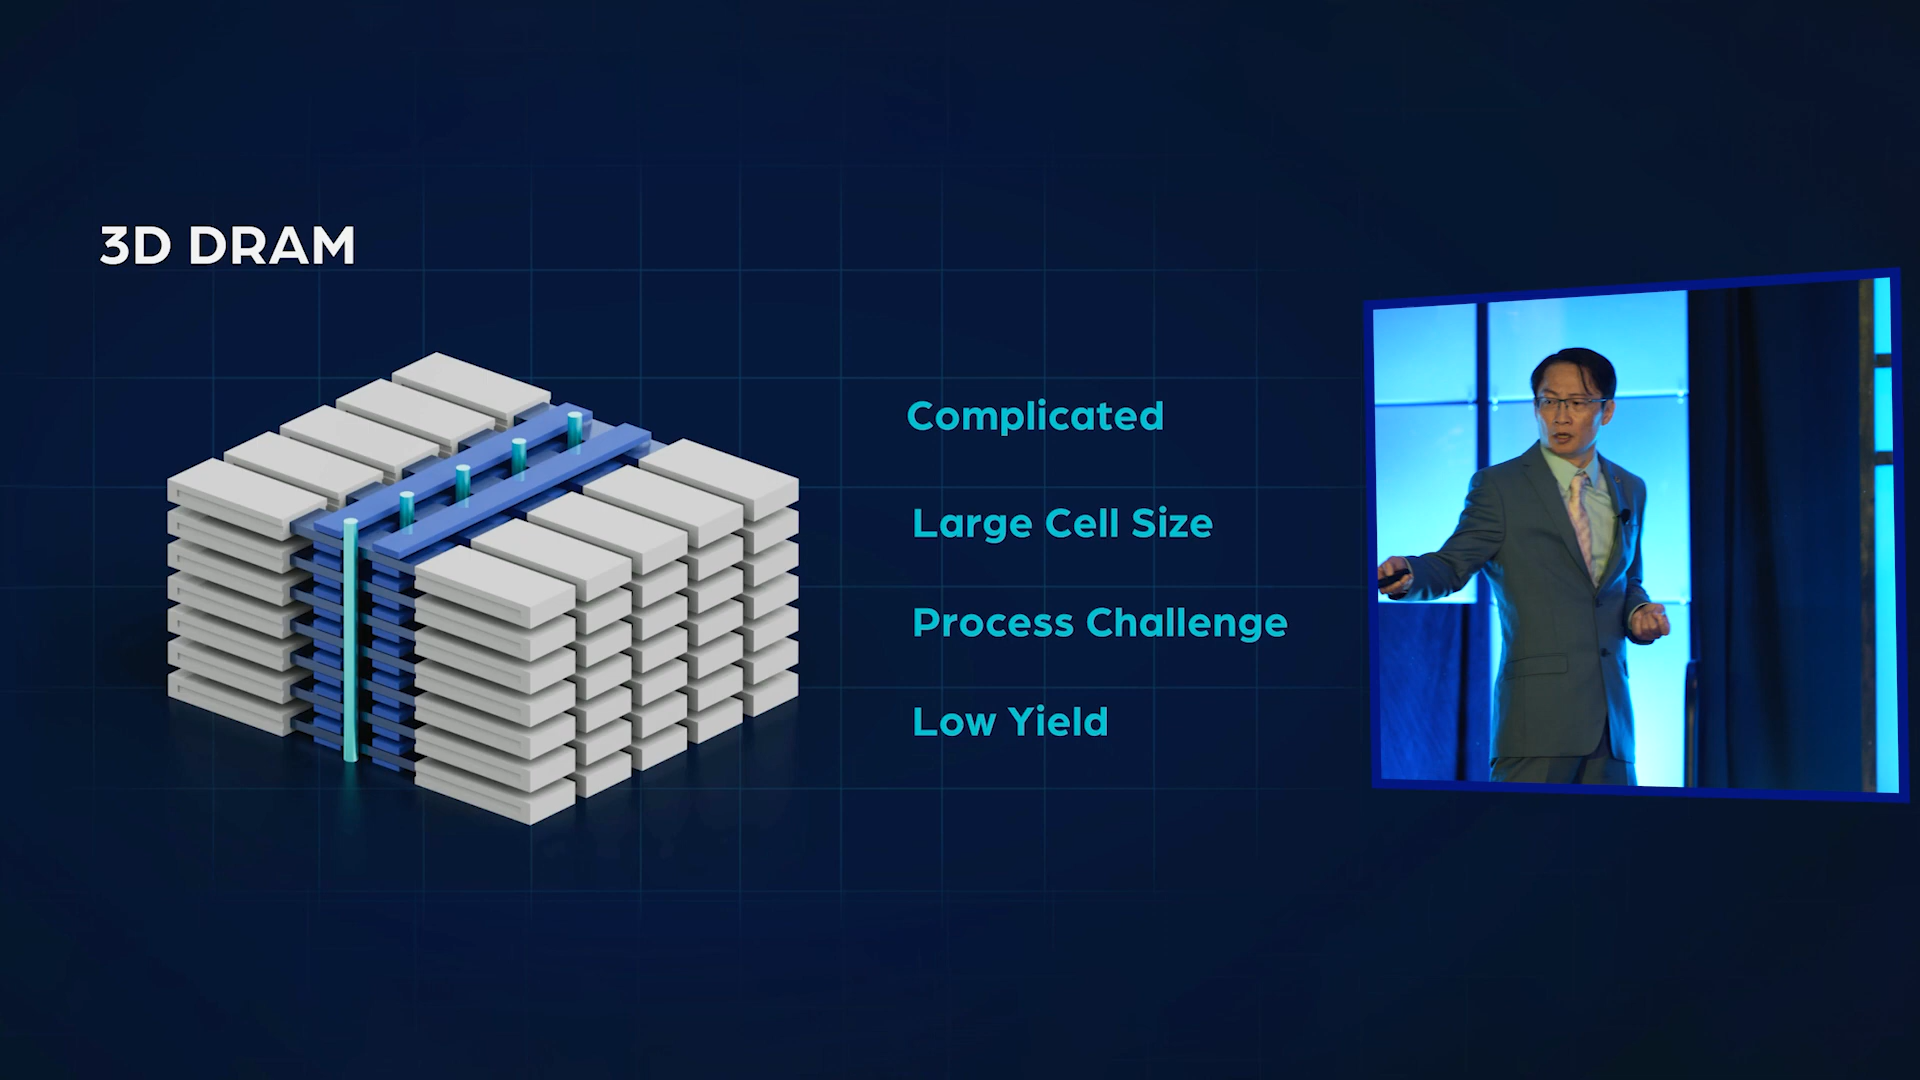 3D DRAM
Complicated
Large Cell Size
Process Challenge
Low Yield